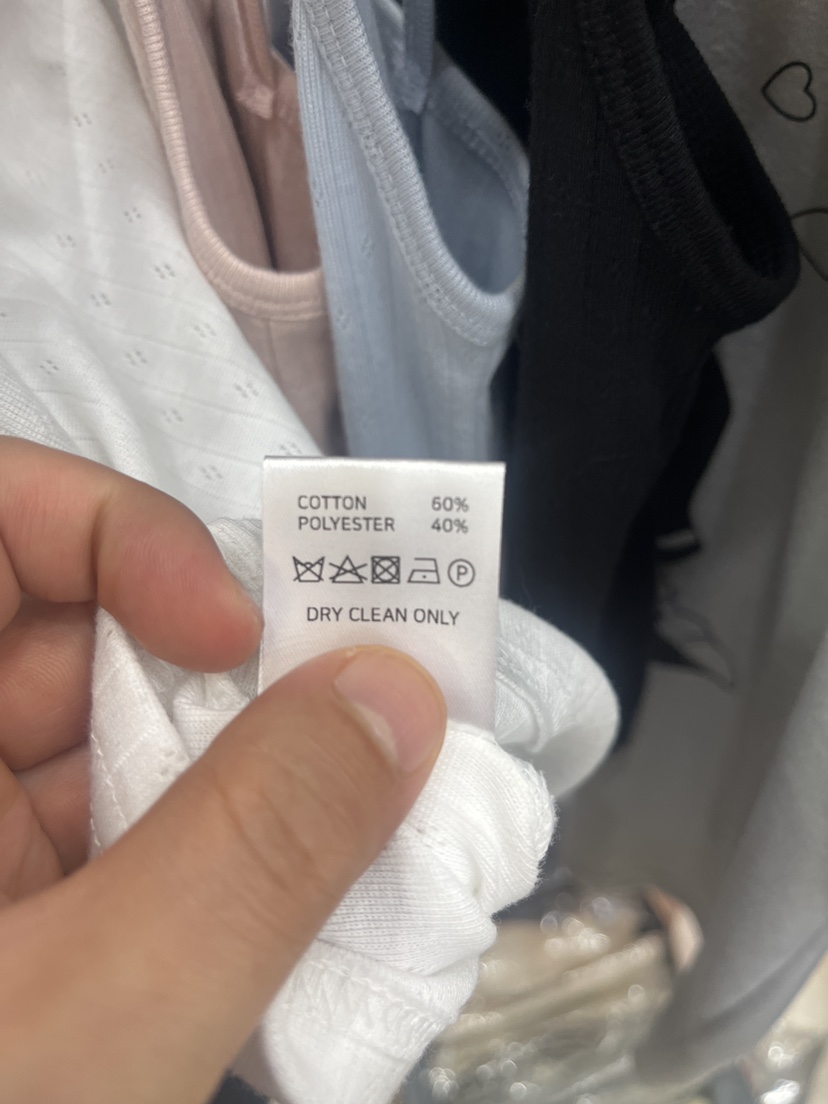 COTTON 60%
POLYESTER 40%
P
DRY CLEAN ONLY